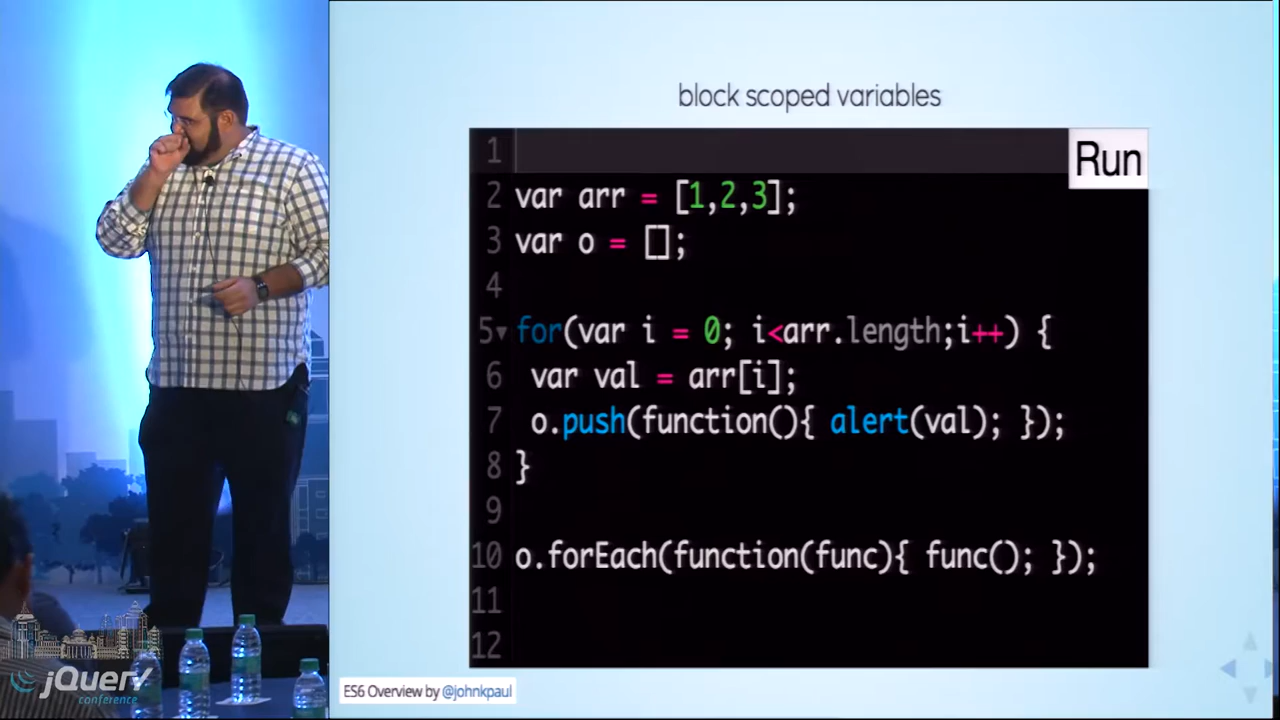 block scoped variables
Run
1
2 var arr = [1,2,3];
3 var o = [];
4
5 for(var i = 0; i<arr.length;i++) {
6 var val = arr[i];
7 o.push(function(){ alert(val); });
8 }
9
10 o.forEach(function(func){ func(); });
11
12
ES6 Overview by @johnkpaul
jQuery
conference